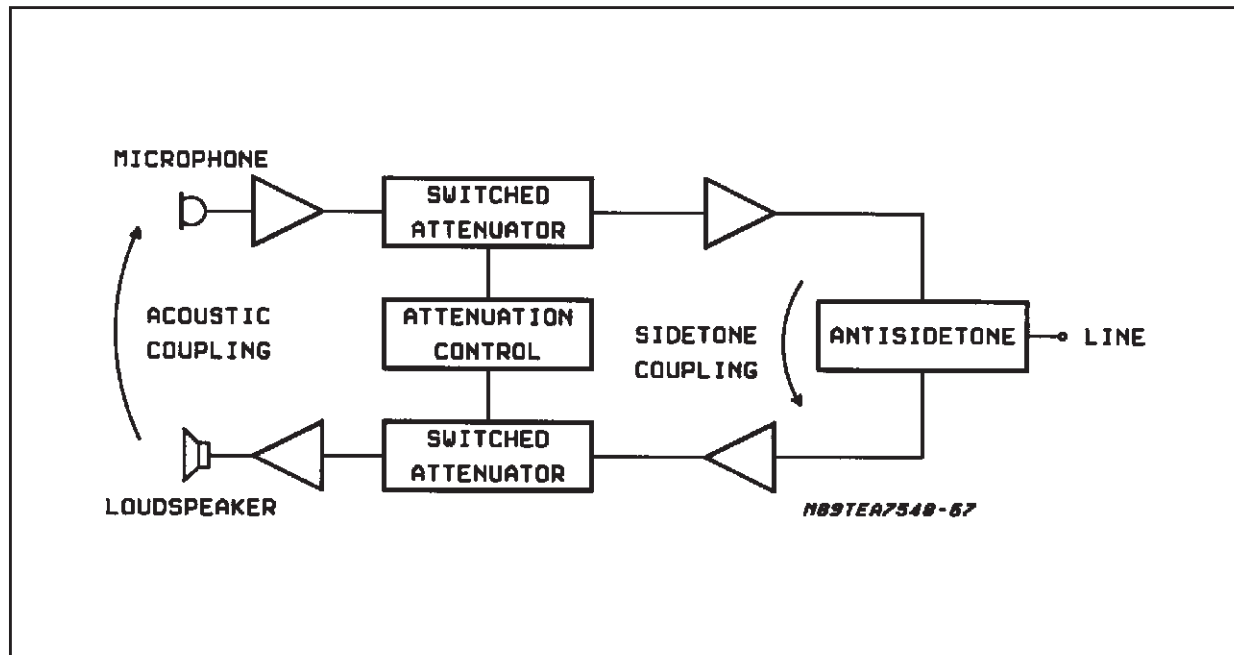 MICROPHONE
SWITCHED
ATTENUATOR
ACOUSTIC
COUPLING
ATTENUATION
CONTROL
SIDETONE
COUPLING
ANTISIDETONE
LINE
SWITCHED
ATTENUATOR
LOUDSPEAKER
M89TEA7540-67